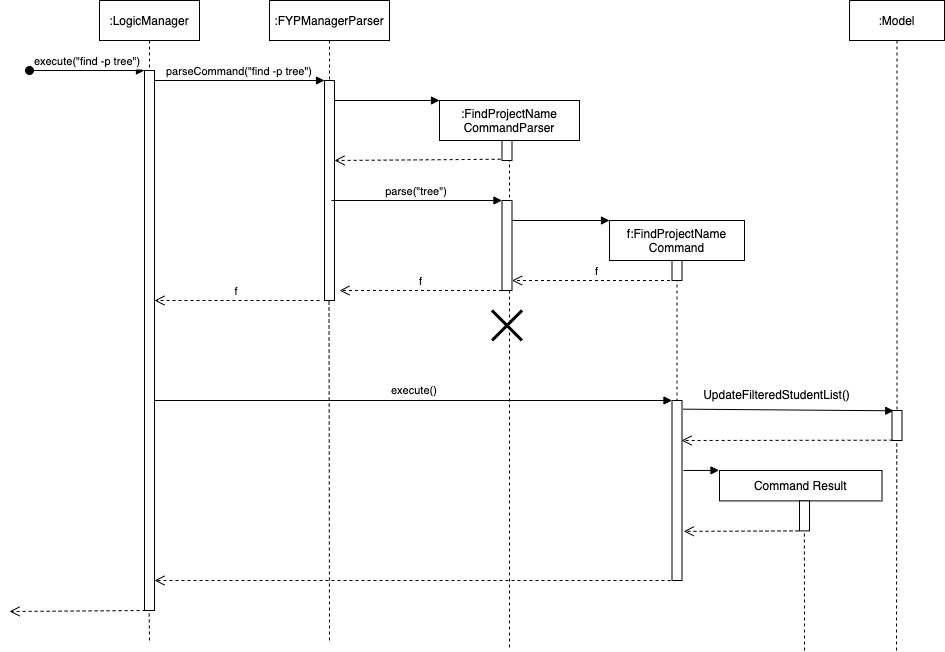 :LogicManager
:FYPManagerParser
:Model
execute("find -p tree")
parseCommand("find -p tree")
:FindProjectName
CommandParser
parse("tree")
f:FindProjectName
Command
f
f
f
execute()
UpdateFilteredStudentList()
Command Result